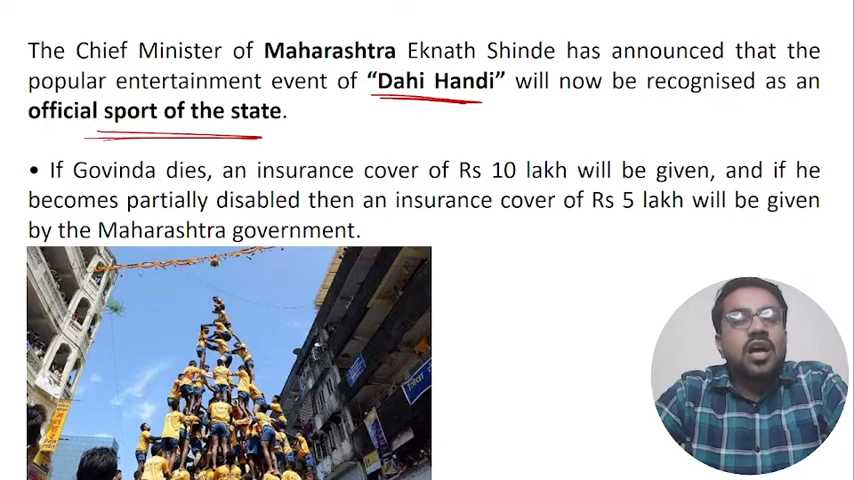 The Chief Minister of Maharashtra Eknath Shinde has announced that the
popular entertainment event of “Dahi Handi” will now be recognised as an
official sport of the state.
• If Govinda dies, an insurance cover of Rs 10 lakh will be given, and if he
becomes partially disabled then an insurance cover of Rs 5 lakh will be given
by the Maharashtra government.